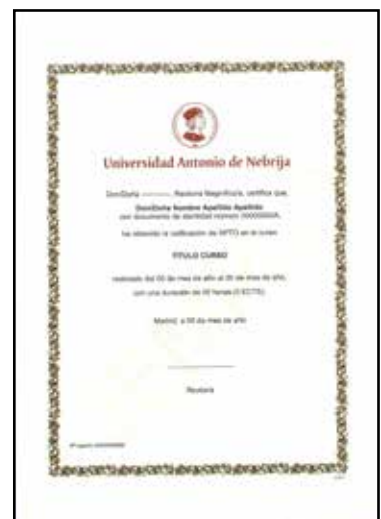 Universidad Antonio de Nebrija
Don/Doña ............, Rectora Magnífica/a, certifica que,
Don/Doña Nombre Apellido Apellido
con documento de identidad número 00000000A,
ha obtenido la calificación de APTO en el curso
TÍTULO CURSO
realizado del 00 de mes de año al 00 de mes de año,
con una duración de 00 horas (0 ECTS)
Madrid, a 00 de mes de año
Rectora